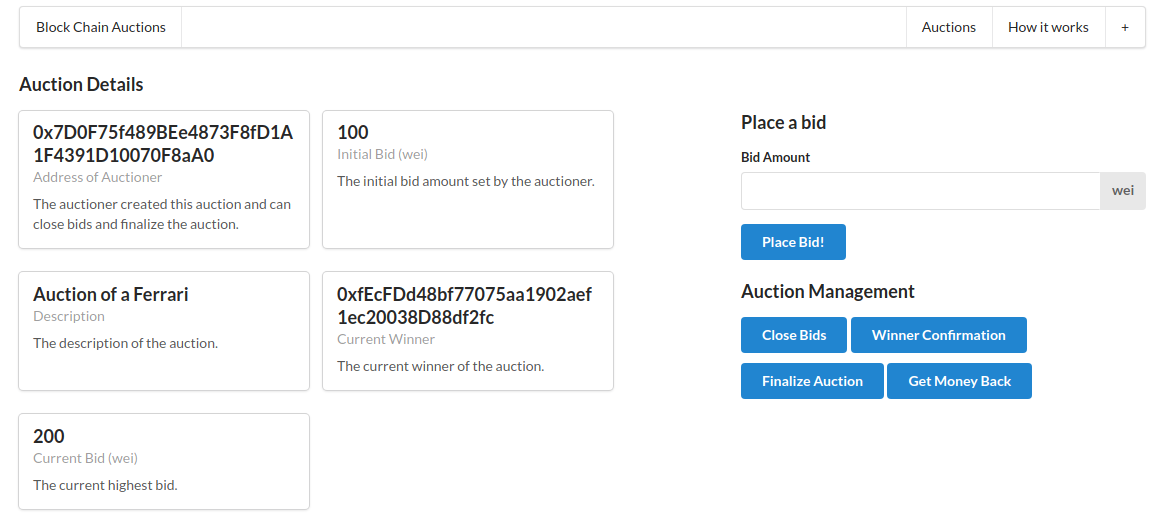 Block Chain Auctions
Auctions
How it works
+
Auction Details
0x7D0F75f489BEe4873F8fD1A
1F4391D10070F8aA0
Address of Auctioner
The auctioner created this auction and can
close bids and finalize the auction.
100
Initial Bid (wei)
The initial bid amount set by the auctioner.
Auction of a Ferrari
Description
The description of the auction.
0xfEcFDd48bf77075aa1902aef
1ec20038D88df2fc
Current Winner
The current winner of the auction.
200
Current Bid (wei)
The current highest bid.
Place a bid
Bid Amount
wei
Place Bid!
Auction Management
Close Bids
Winner Confirmation
Finalize Auction
Get Money Back